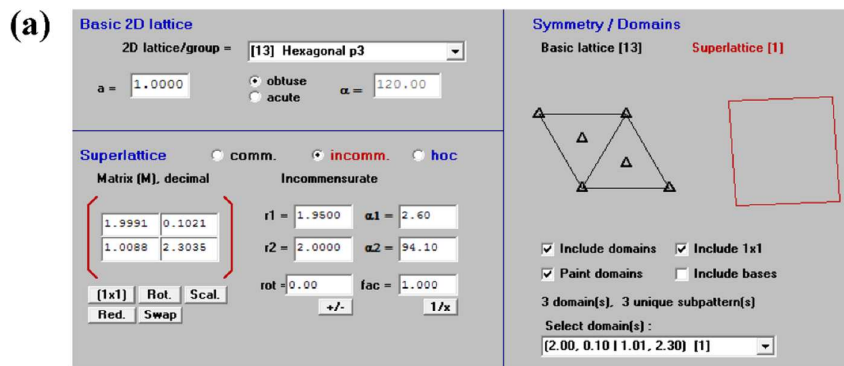 (a)
Basic 2D lattice
2D lattice/group = [13] Hexagonal p3
a = 1.0000 obtuse acute α = 120.00
Superlattice comm. incomm. hoc
Matrix (M), decimal Incommensurate
1.9991 0.1021 r1 = 1.9500 α1 = 2.60
1.0088 2.3035 r2 = 2.0000 α2 = 94.10
rot = 0.00 fac = 1.000
(1x1) Rot. Scal. +/- 1/x
Red. Swap
Symmetry / Domains
Basic lattice [13] Superlattice [1]
Include domains Include 1x1
Paint domains Include bases
3 domain(s), 3 unique subpattern(s)
Select domain(s) :
(2.00, 0.10 | 1.01, 2.30) [1]